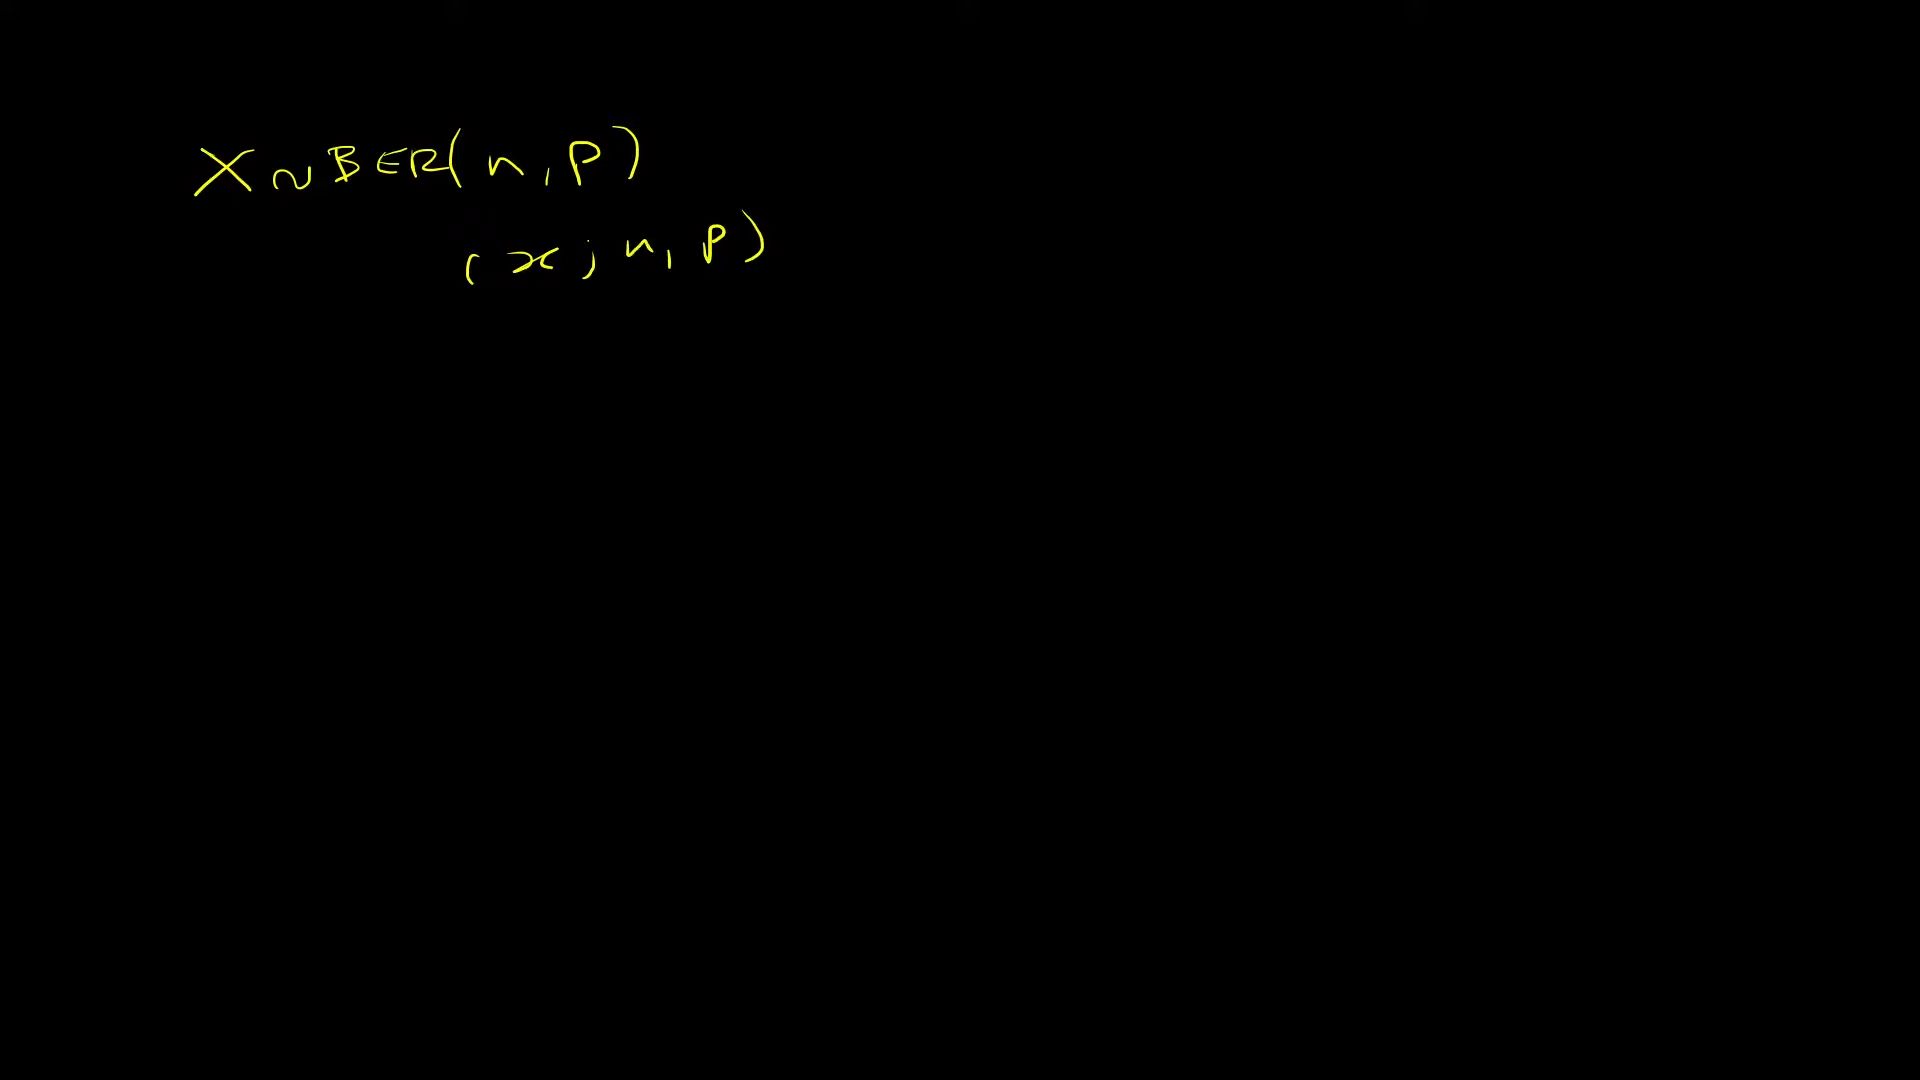 X ~ BER(n, p)
(x; n, p)